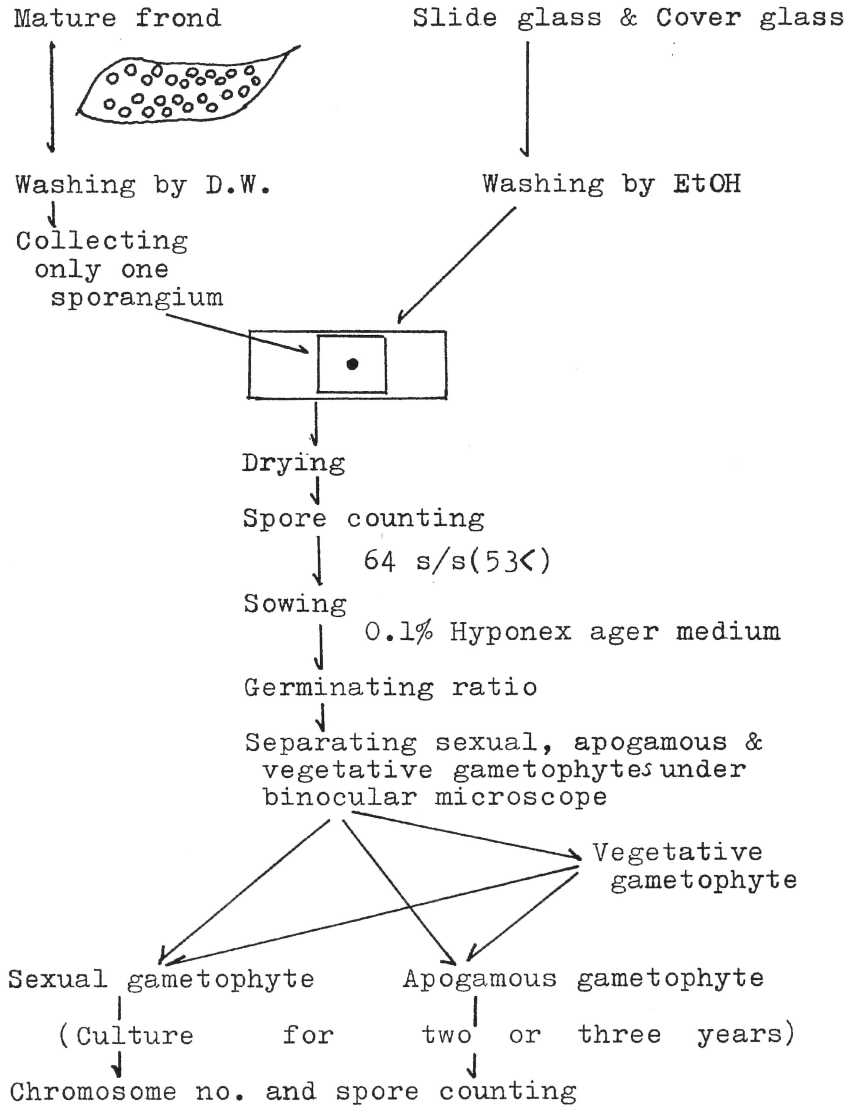 Mature frond
Slide glass & Cover glass
Washing by D.W.
Washing by EtOH
Collecting
only one
sporangium
Drying
Spore counting
64 s/s(53<)
Sowing
0.1% Hyponex ager medium
Germinating ratio
Separating sexual, apogamous &
vegetative gametophytes under
binocular microscope
Vegetative
gametophyte
Sexual gametophyte
Apogamous gametophyte
(Culture for two or three years)
Chromosome no. and spore counting